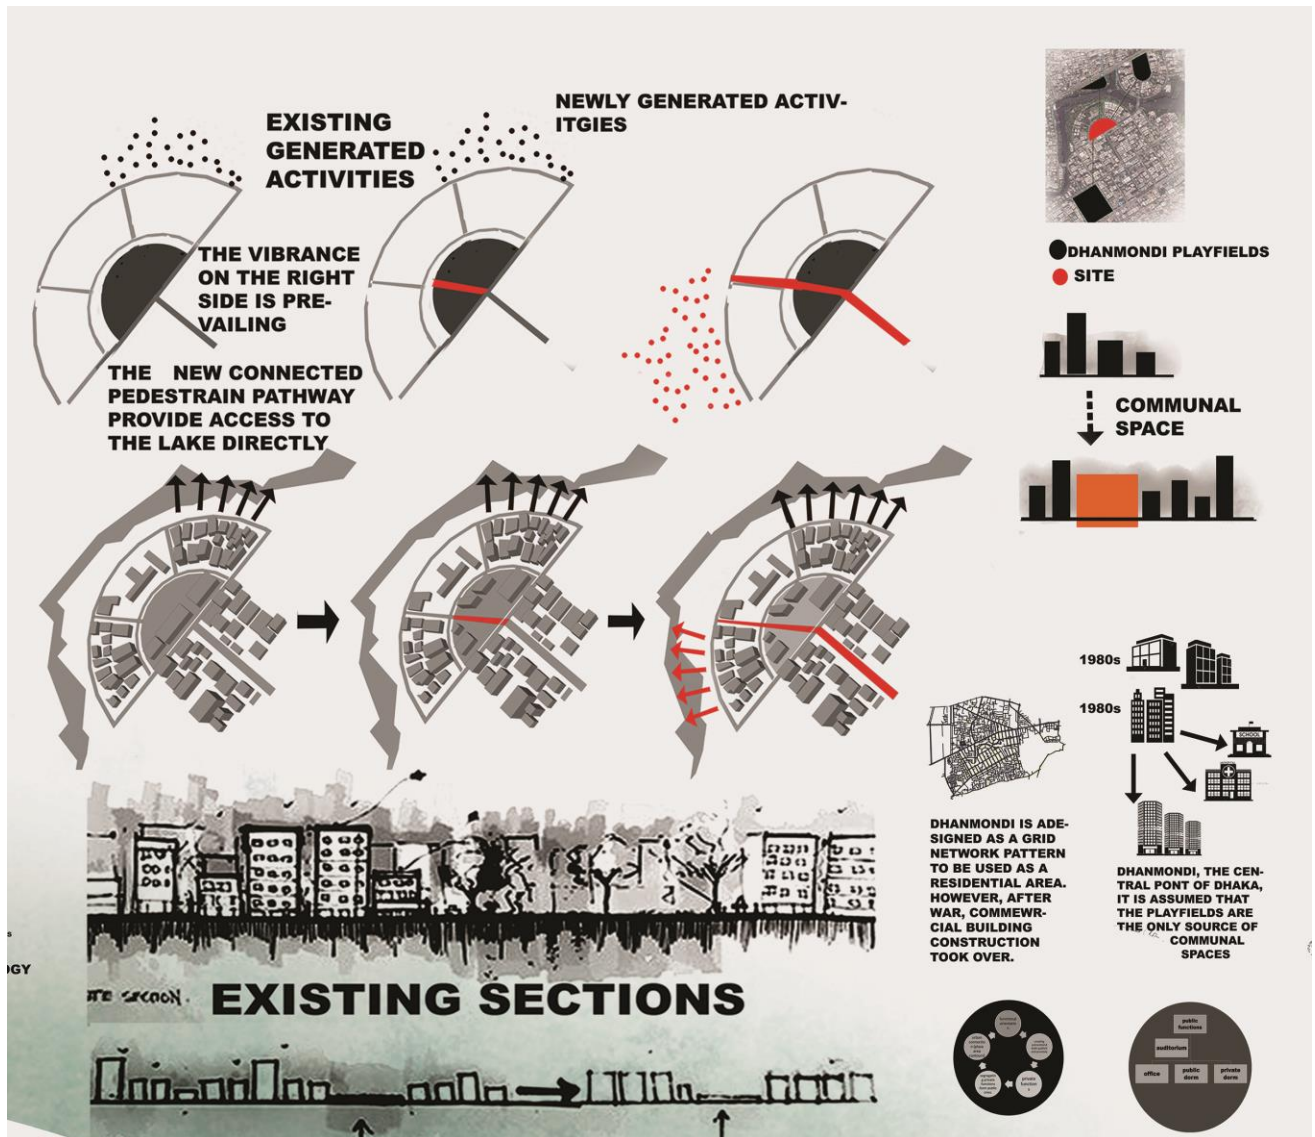 EXISTING
GENERATED
ACTIVITIES
NEWLY GENERATED ACTIV-
ITGIES
THE VIBRANCE
ON THE RIGHT
SIDE IS PRE-
VAILING
THE NEW CONNECTED
PEDESTRAIN PATHWAY
PROVIDE ACCESS TO
THE LAKE DIRECTLY
DHANMONDI PLAYFIELDS
SITE
COMMUNAL
SPACE
1980s
1980s
SCHOOL
DHANMONDI IS ADE-
SIGNED AS A GRID
NETWORK PATTERN
TO BE USED AS A
RESIDENTIAL AREA.
HOWEVER, AFTER
WAR, COMMEWR-
CIAL BUILDING
CONSTRUCTION
TOOK OVER.
DHANMONDI, THE CEN-
TRAL PONT OF DHAKA,
IT IS ASSUMED THAT
THE PLAYFIELDS ARE
THE ONLY SOURCE OF
COMMUNAL
SPACES
s
OGY
SECTION.
EXISTING SECTIONS
private
function
s
public
functions
auditorium
office
public
dorm
private
dorm